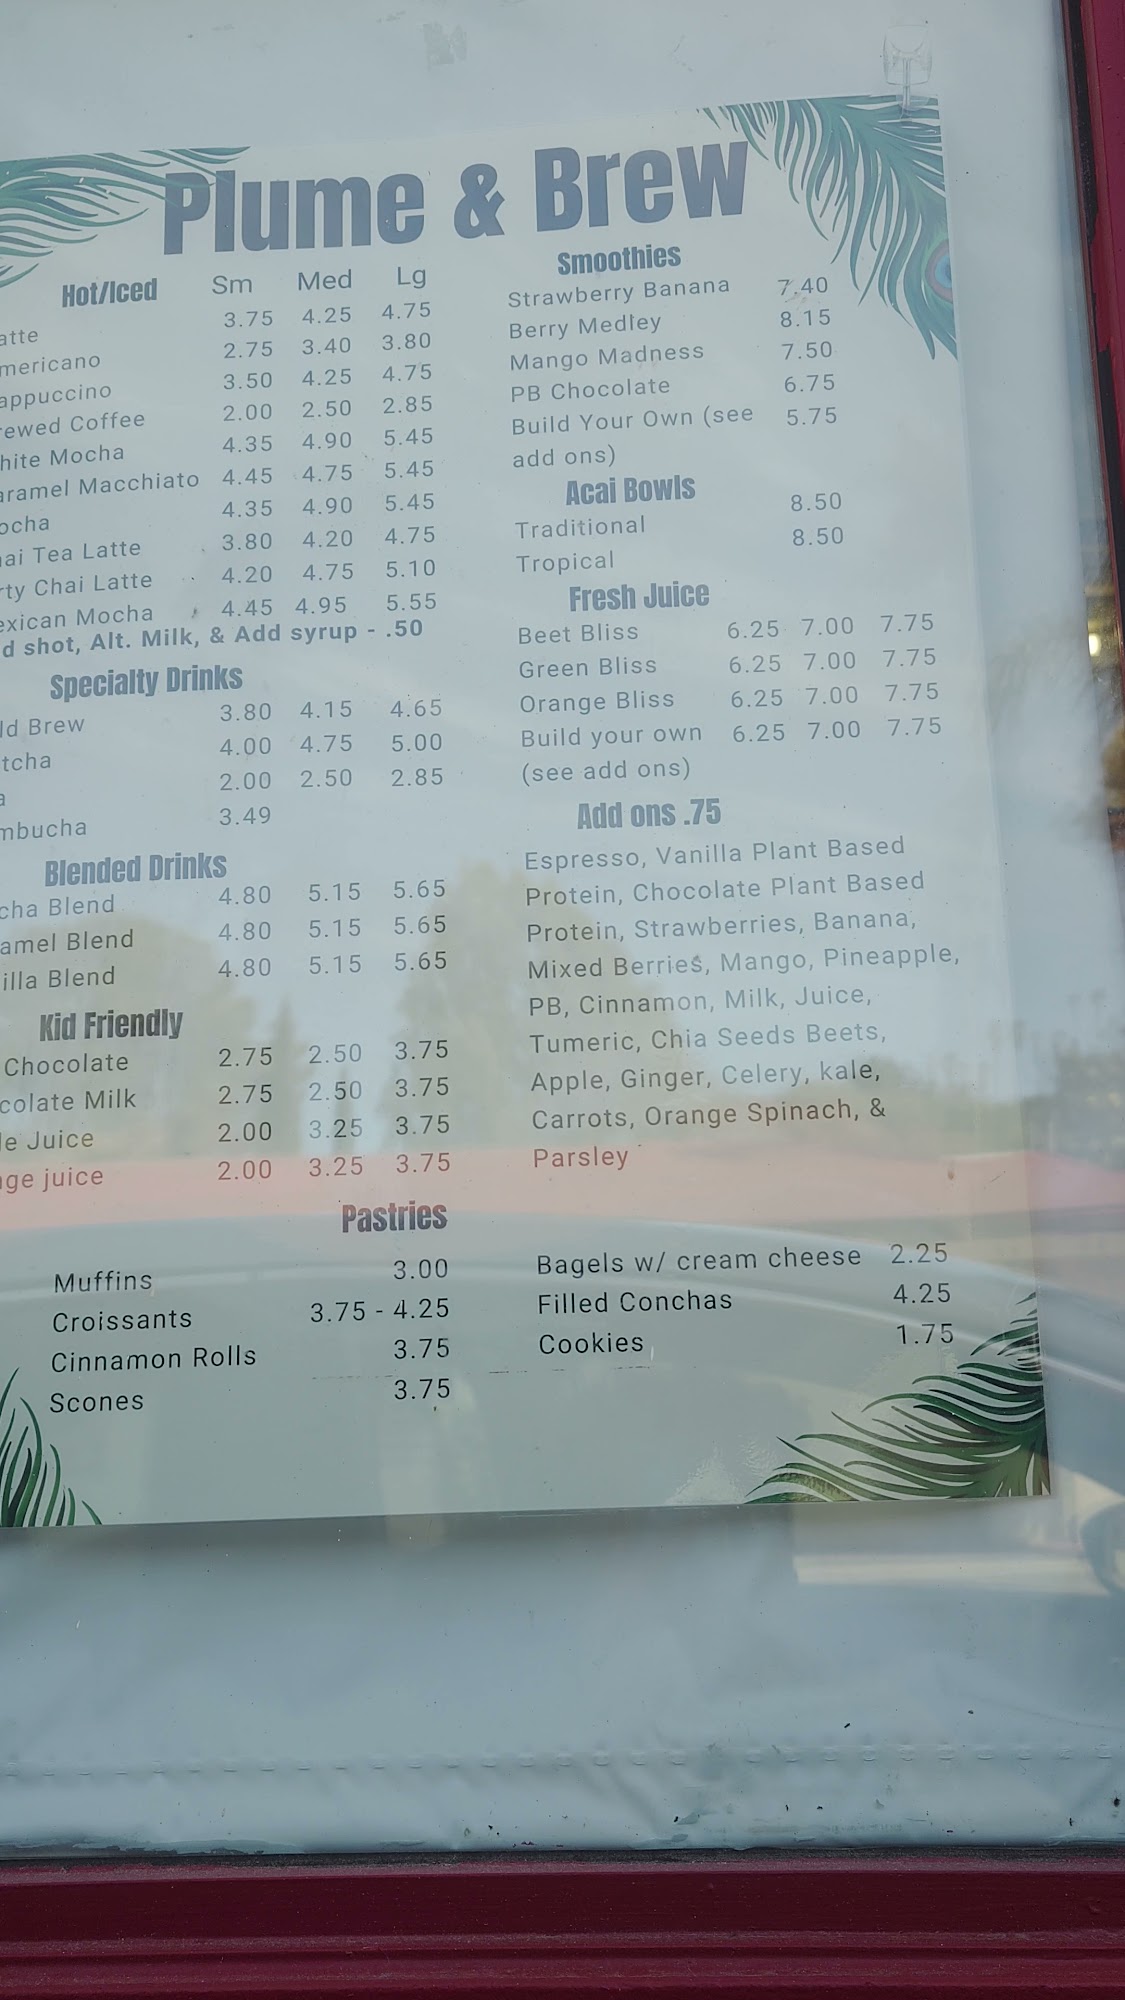 Plume & Brew
Hot/Iced Sm Med Lg
atte 3.75 4.25 4.75
mericano 2.75 3.40 3.80
appuccino 3.50 4.25 4.75
rewed Coffee 2.00 2.50 2.85
hite Mocha 4.35 4.90 5.45
aramel Macchiato 4.45 4.75 5.45
ocha 4.35 4.90 5.45
ai Tea Latte 3.80 4.20 4.75
rty Chai Latte 4.20 4.75 5.10
exican Mocha 4.45 4.95 5.55
d shot, Alt. Milk, & Add syrup - .50
Specialty Drinks
ld Brew 3.80 4.15 4.65
tcha 4.00 4.75 5.00
a 2.00 2.50 2.85
mbucha 3.49
Blended Drinks
cha Blend 4.80 5.15 5.65
amel Blend 4.80 5.15 5.65
illa Blend 4.80 5.15 5.65
Kid Friendly
Chocolate 2.75 2.50 3.75
colate Milk 2.75 2.50 3.75
le Juice 2.00 3.25 3.75
ge juice 2.00 3.25 3.75
Smoothies
Strawberry Banana 7.40
Berry Medley 8.15
Mango Madness 7.50
PB Chocolate 6.75
Build Your Own (see 5.75
add ons)
Acai Bowls
Traditional 8.50
Tropical 8.50
Fresh Juice
Beet Bliss 6.25 7.00 7.75
Green Bliss 6.25 7.00 7.75
Orange Bliss 6.25 7.00 7.75
Build your own 6.25 7.00 7.75
(see add ons)
Add ons .75
Espresso, Vanilla Plant Based
Protein, Chocolate Plant Based
Protein, Strawberries, Banana,
Mixed Berries, Mango, Pineapple,
PB, Cinnamon, Milk, Juice,
Tumeric, Chia Seeds Beets,
Apple, Ginger, Celery, kale,
Carrots, Orange Spinach, &
Parsley
Pastries
Muffins 3.00
Croissants 3.75 - 4.25
Cinnamon Rolls 3.75
Scones 3.75
Bagels w/ cream cheese 2.25
Filled Conchas 4.25
Cookies 1.75